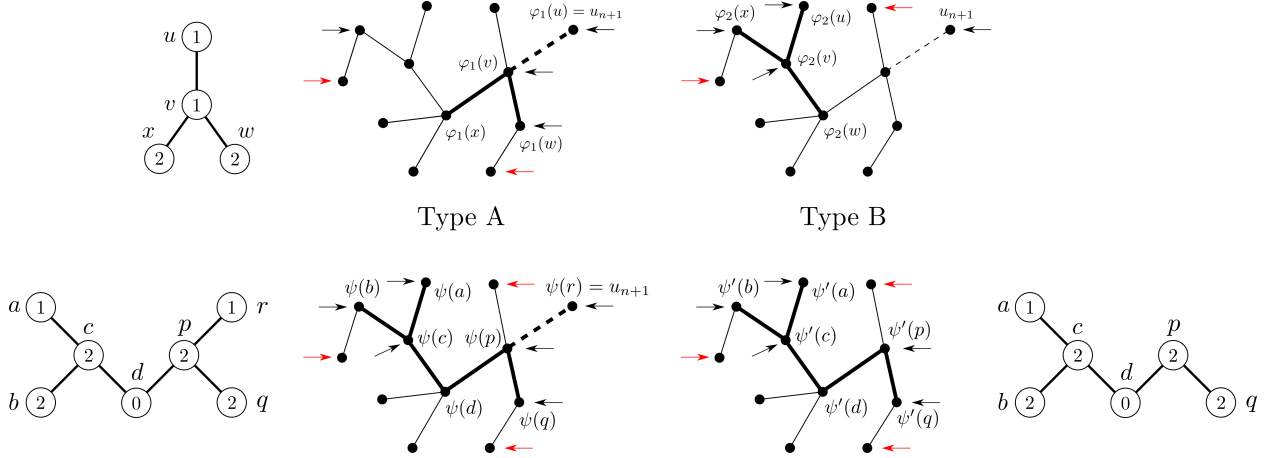 u 1
v 1
x w
2 2
φ₁(u) = uₙ₊₁
φ₁(v)
φ₁(x)
φ₁(w)
Type A
φ₂(x)
φ₂(u)
uₙ₊₁
φ₂(v)
φ₂(w)
Type B
a 1 1 r
c p
2 2
d
b 2 0 2 q
ψ(b)
ψ(a)
ψ(r) = uₙ₊₁
ψ(c)
ψ(p)
ψ(d)
ψ(q)
ψ′(b)
ψ′(a)
ψ′(c)
ψ′(p)
ψ′(d)
ψ′(q)
a 1
c p
2 2
d
b 2 0 2 q